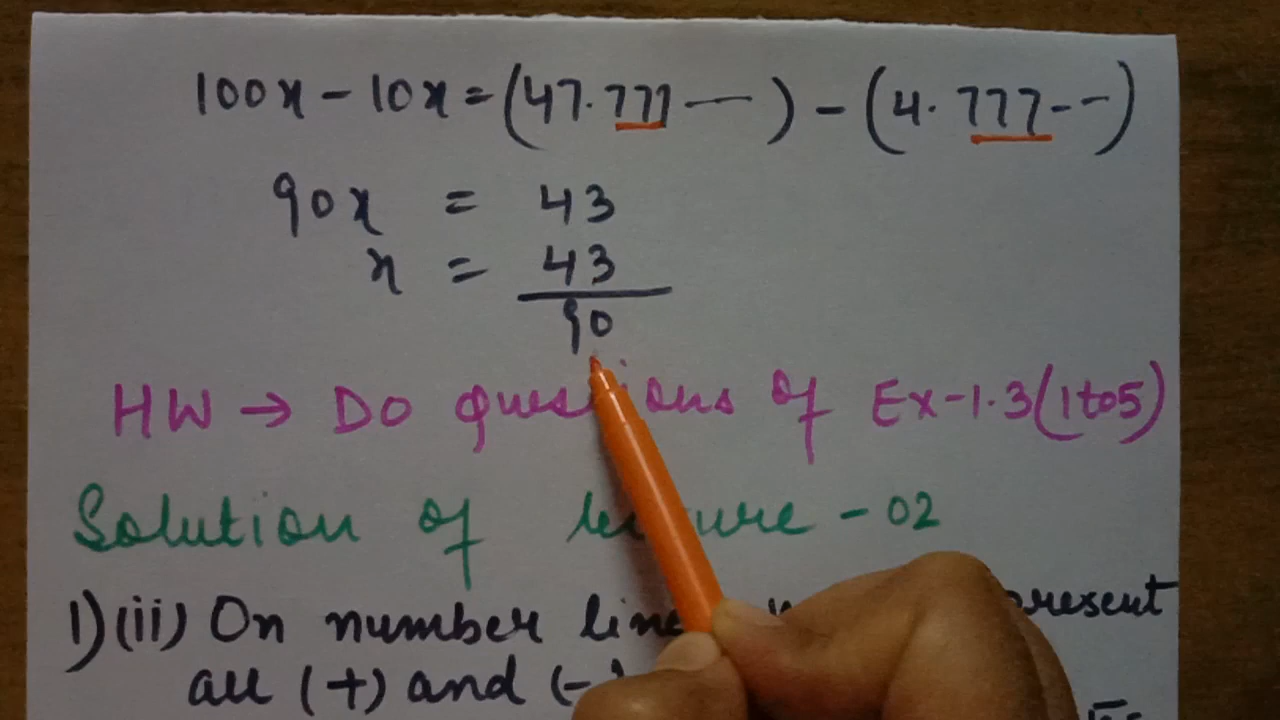 100x - 10x = (47.777 — ) - (4.777 - -)
90x = 43
x = 43
90
HW → Do questions of Ex-1.3(1 to 5)
Solution of lecture - 02
1)(ii) On number line present
all (+) and (-)